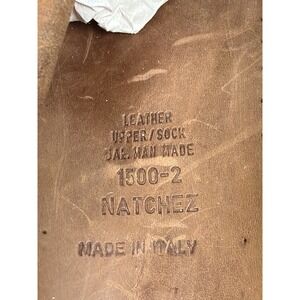 LEATHER
UPPER/SOCK
BAL. MAN MADE
1500-2
NATCHEZ
MADE IN ITALY